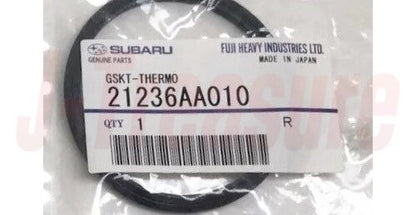 SUBARU FUJI HEAVY INDUSTRIES LTD.
GENUINE PARTS MADE IN JAPAN
GSKT-THERMO
21236AA010
QTY 1 R